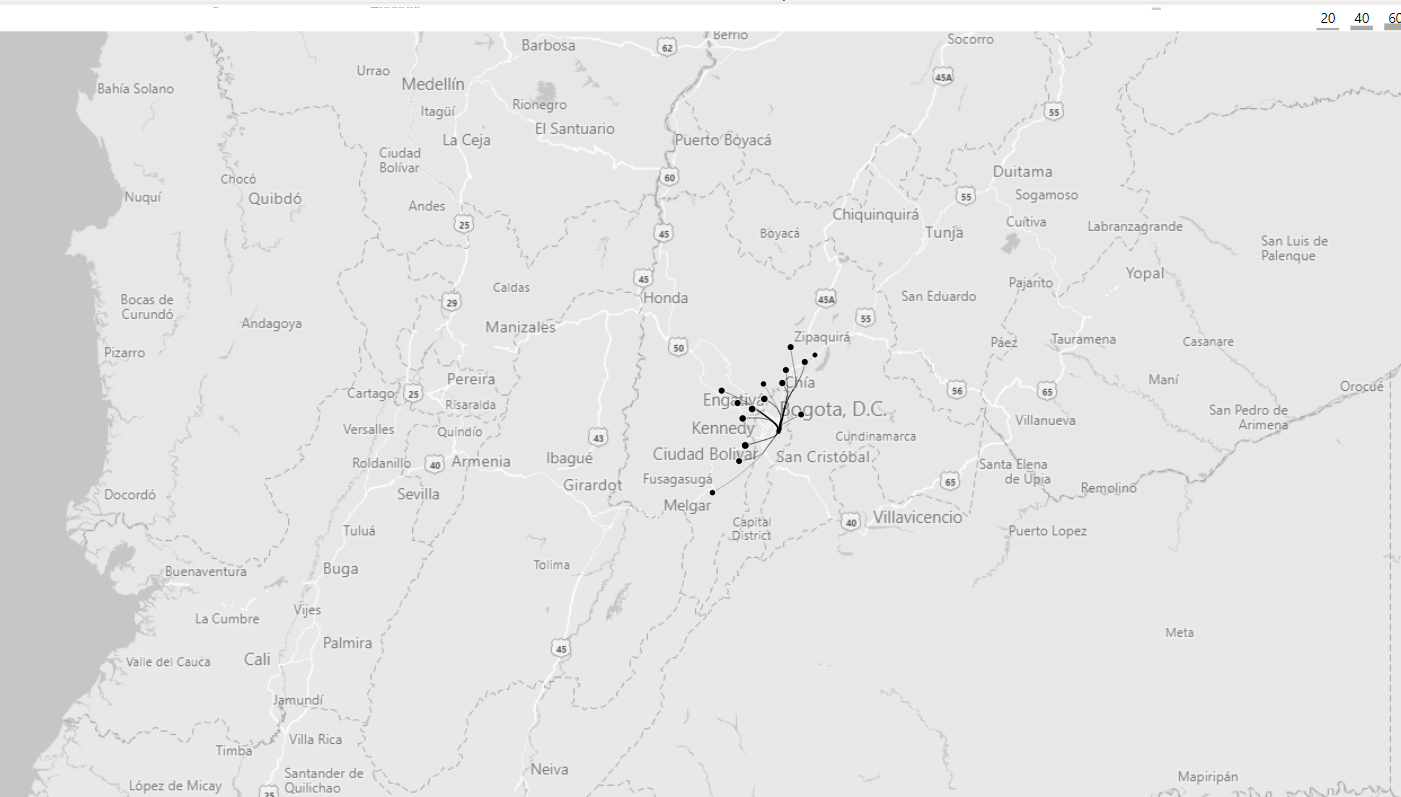 20 40 60
Berrio
Socorro
Barbosa
62
Urrao
Medellín
45A
Bahía Solano
Itagüí
Rionegro
55
El Santuario
La Ceja
Puerto Boyacá
Ciudad
Bolívar
Duitama
60
Chocó
Sogamoso
Nuquí
Quibdó
55
Andes
Chiquinquirá
25
Cuítiva
Labranzagrande
45
Boyacá
Tunja
San Luis de
Palenque
Yopal
45
Pajarito
Caldas
Honda
San Eduardo
Bocas de
Curundó
29
45A
Andagoya
Manizales
55
Zipaquirá
Páez
Tauramena
Casanare
50
Pizarro
Pereira
Chía
Maní
Orocué
Cartago
25
56
65
Risaralda
Engativá
Bogota, D.C.
San Pedro de
Arimena
Villanueva
Versalles
Quindío
Kennedy
43
Cundinamarca
Roldanillo
40
Armenia
Ibagué
Ciudad Bolívar
San Cristóbal
Santa Elena
de Upia
Fusagasugá
65
Girardot
Remolino
Docordó
Sevilla
Melgar
Villavicencio
40
Capital
District
Tuluá
Puerto Lopez
Buenaventura
Buga
Tolima
Vijes
La Cumbre
Meta
Palmira
45
Valle del Cauca
Cali
Jamundí
Villa Rica
Timba
Neiva
Santander de
Quilichao
Mapiripán
López de Micay
25